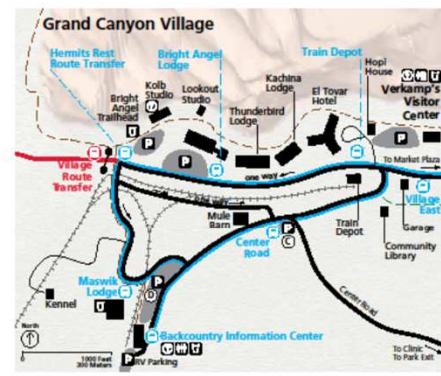 Grand Canyon Village
Hermits Rest
Route Transfer
Bright Angel
Lodge
Train Depot
Hopi
House
Kolb
Studio
Lookout
Studio
Kachina
Lodge
El Tovar
Hotel
Verkamp's
Visitor
Center
Bright
Angel
Trailhead
Thunderbird
Lodge
P
P
P
P
To Market Plaza
Village
Route
Transfer
one way
way
Mule
Barn
Train
Depot
Village
East
Garage
Center
Road
P
C
Community
Library
Maswik
Lodge
P
D
Kennel
Center Road
Backcountry Information Center
North
0
1000 Feet
300 Meters
P
RV Parking
To Clinic
To Park Exit